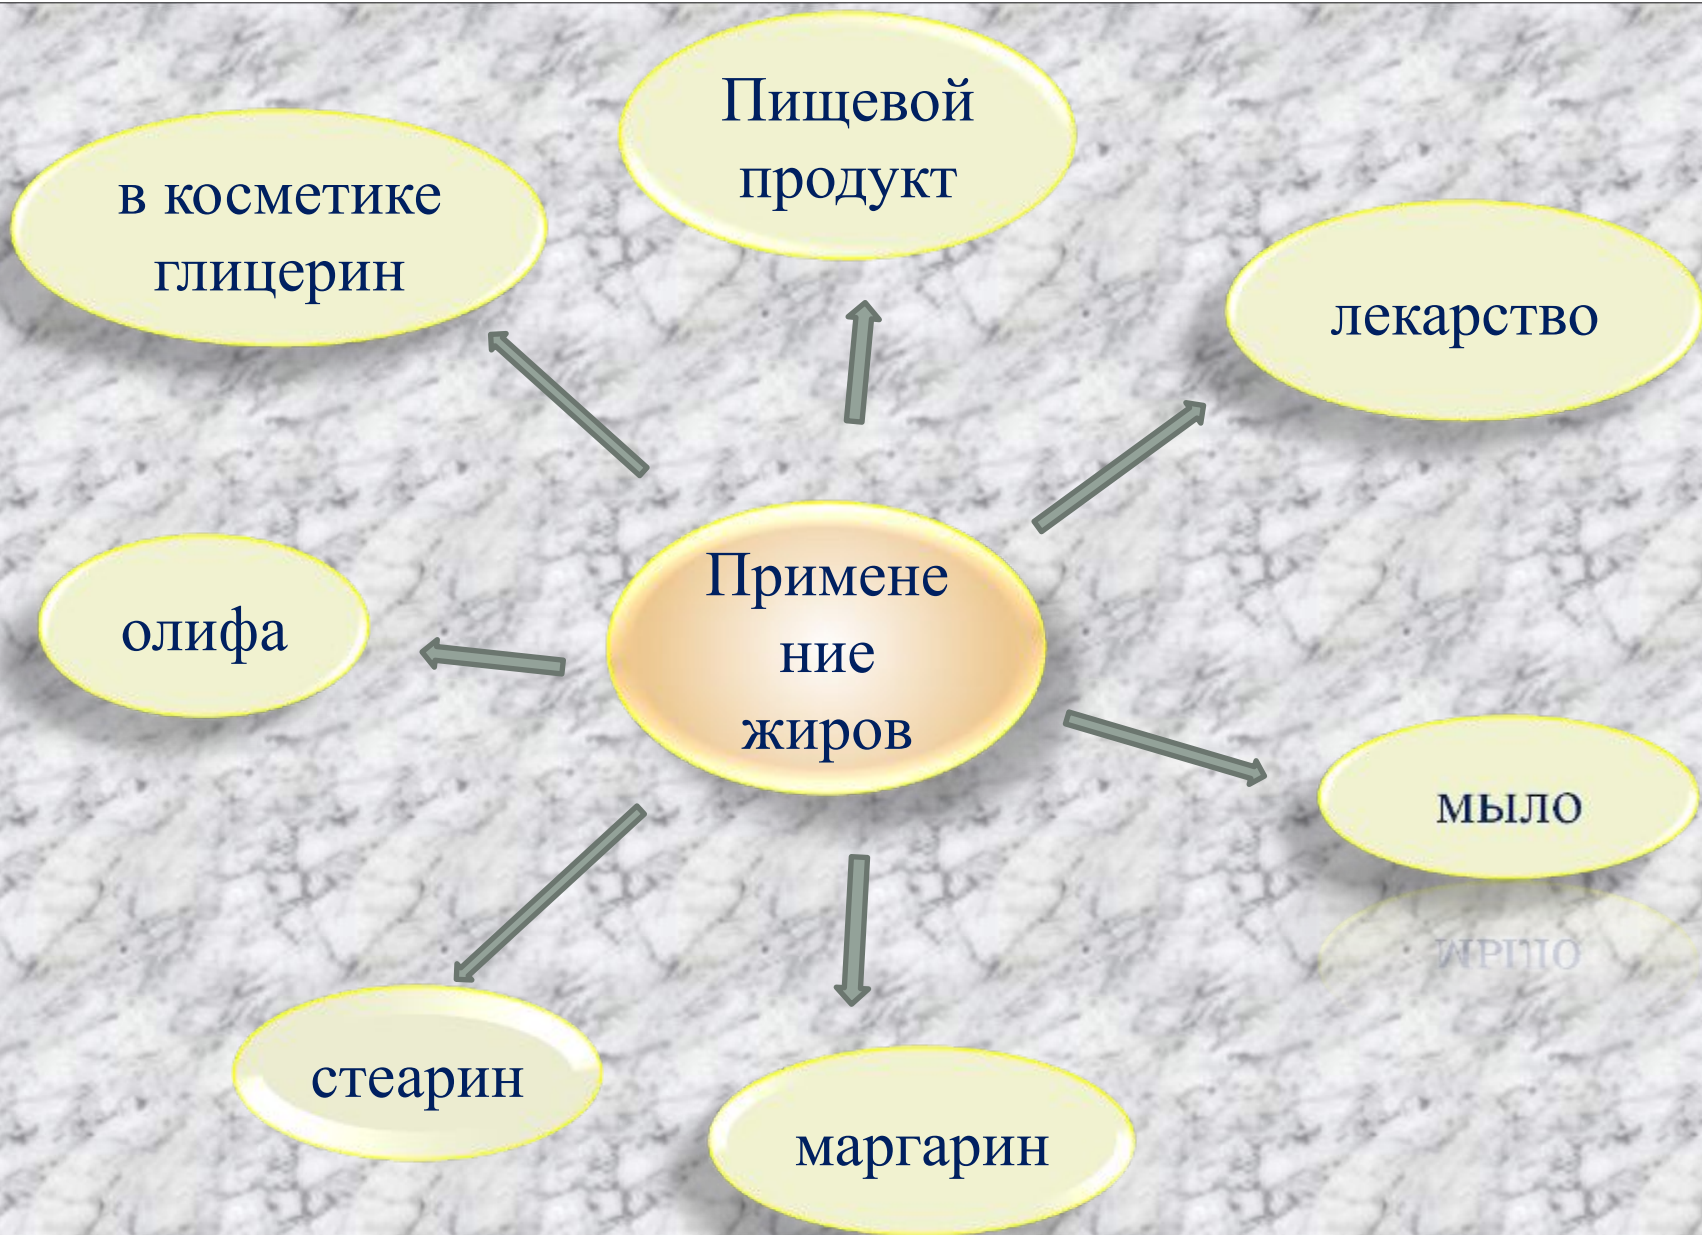 Пищевой
продукт
в косметике
глицерин
лекарство
Примене
ние
жиров
олифа
мыло
стеарин
маргарин